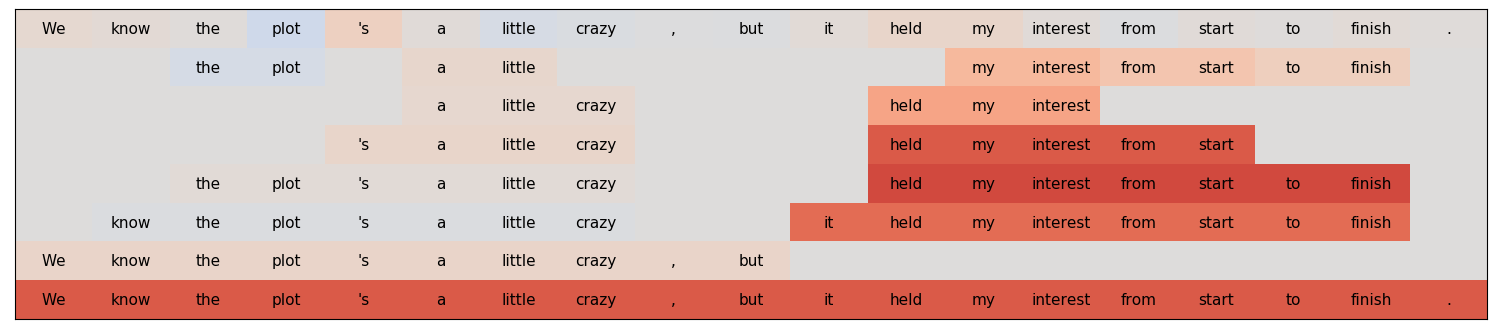 We know the plot 's a little crazy , but it held my interest from start to finish .
the plot a little my interest from start to finish
a little crazy held my interest
's a little crazy held my interest from start
the plot 's a little crazy held my interest from start to finish
know the plot 's a little crazy it held my interest from start to finish
We know the plot 's a little crazy , but
We know the plot 's a little crazy , but it held my interest from start to finish .